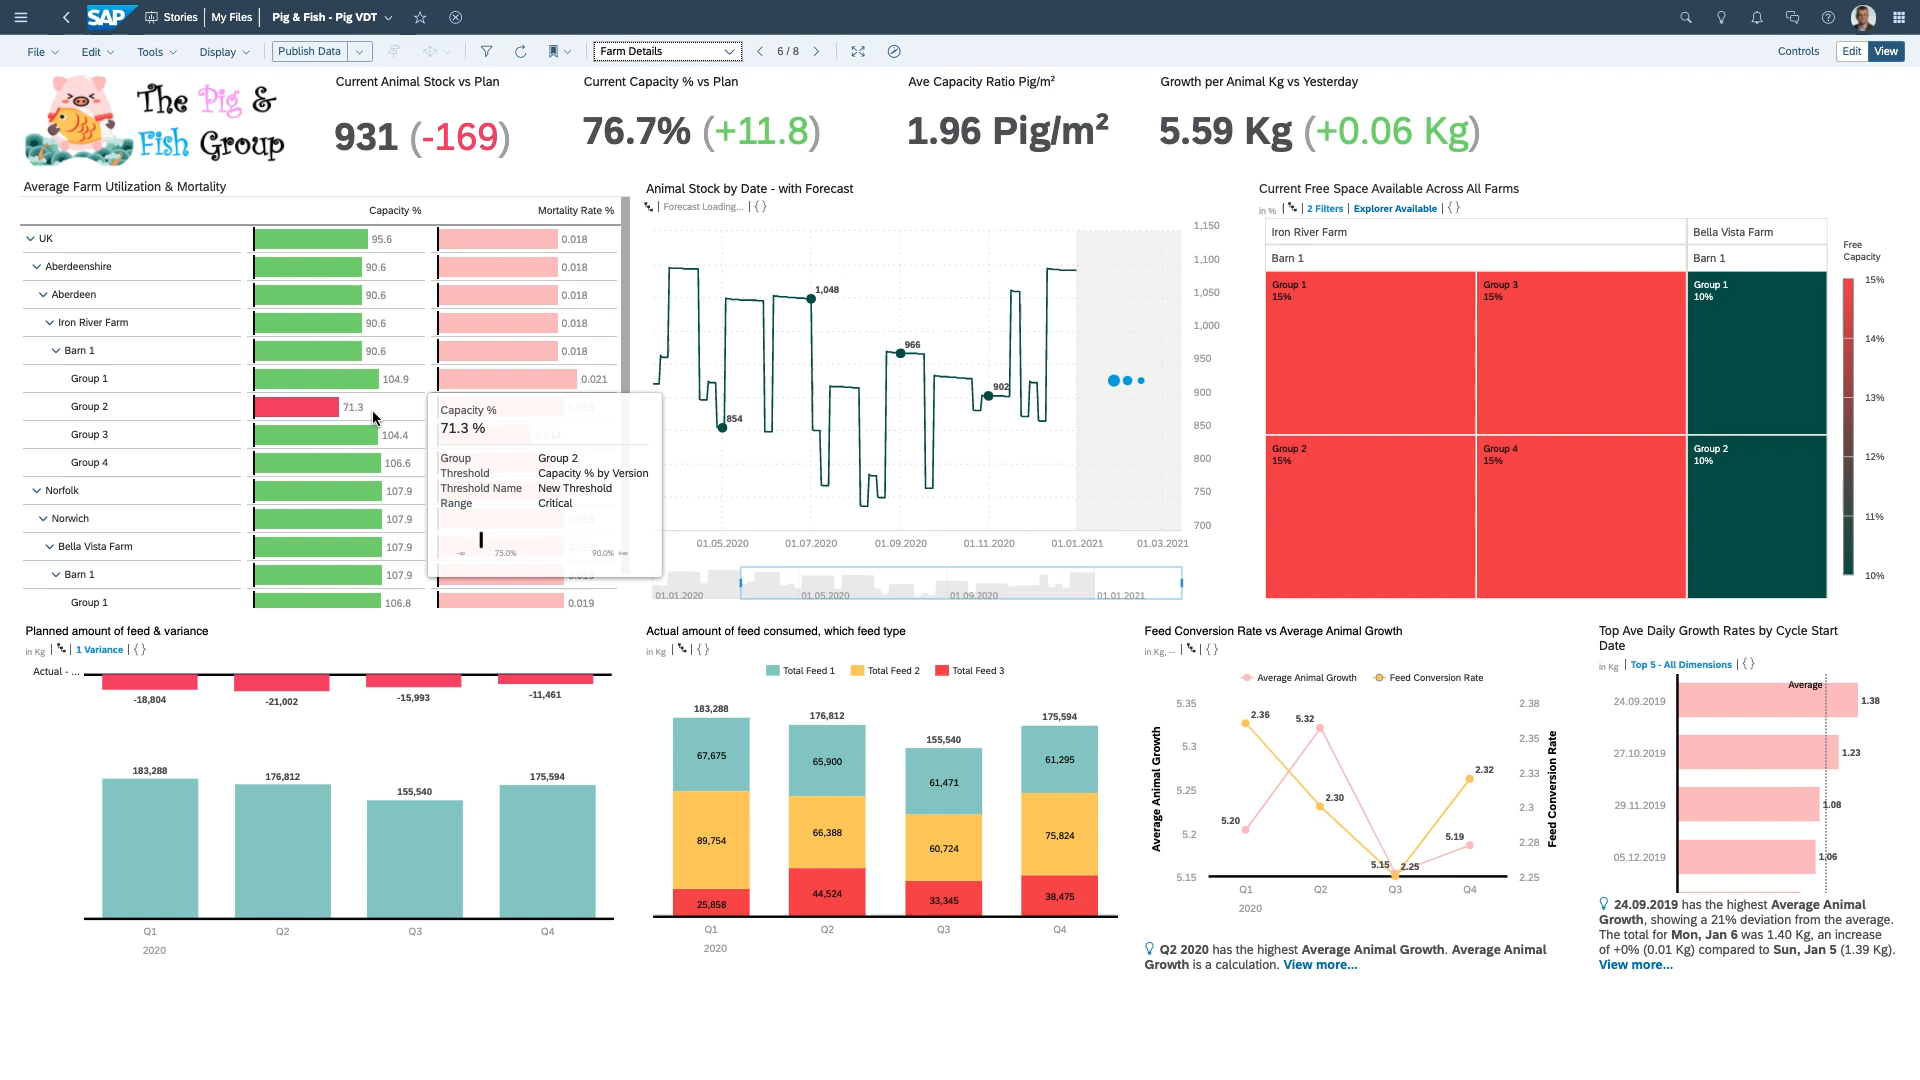 SAP Stories My Files Pig & Fish - Pig VDT
File Edit Tools Display Publish Data Farm Details 6 / 8 Controls Edit View
The Pig &
Fish Group
Current Animal Stock vs Plan
931 (-169)
Current Capacity % vs Plan
76.7% (+11.8)
Ave Capacity Ratio Pig/m²
1.96 Pig/m²
Growth per Animal Kg vs Yesterday
5.59 Kg (+0.06 Kg)
Average Farm Utilization & Mortality
Capacity % Mortality Rate %
UK 95.6 0.018
Aberdeenshire 90.6 0.018
Aberdeen 90.6 0.018
Iron River Farm 90.6 0.018
Barn 1 90.6 0.018
Group 1 104.9 0.021
Group 2 71.3
Group 3 104.4
Group 4 106.6
Norfolk 107.9
Norwich 107.9
Bella Vista Farm 107.9
Barn 1 107.9
Group 1 106.8 0.019
Capacity %
71.3 %
Group Group 2
Threshold Capacity % by Version
Threshold Name New Threshold
Range Critical
-∞ 75.0% 90.0% +∞
Animal Stock by Date - with Forecast
Forecast Loading...
1,150
1,100
1,050
1,000
950
900
850
800
750
700
1,048
966
902
854
01.05.2020 01.07.2020 01.09.2020 01.11.2020 01.01.2021 01.03.2021
01.01.2020 01.05.2020 01.09.2020 01.01.2021
Current Free Space Available Across All Farms
in % 2 Filters Explorer Available
Iron River Farm Bella Vista Farm
Barn 1 Barn 1
Group 1
15%
Group 3
15%
Group 1
10%
Group 2
15%
Group 4
15%
Group 2
10%
Free
Capacity
15%
14%
13%
12%
11%
10%
Planned amount of feed & variance
in Kg 1 Variance
Actual - ...
-18,804 -21,002 -15,993 -11,461
183,288 176,812 155,540 175,594
Q1 Q2 Q3 Q4
2020
Actual amount of feed consumed, which feed type
in Kg
Total Feed 1 Total Feed 2 Total Feed 3
183,288 176,812 155,540 175,594
67,675 65,900 61,471 61,295
89,754 66,388 60,724 75,824
25,858 44,524 33,345 38,475
Q1 Q2 Q3 Q4
2020
Feed Conversion Rate vs Average Animal Growth
in Kg, --
Average Animal Growth Feed Conversion Rate
Average Animal Growth
5.35
5.3
5.25
5.2
5.15
2.36 5.32 2.30 2.32
5.20 5.15 2.25 5.19
2.38
2.35
2.33
2.3
2.28
2.25
Feed Conversion Rate
Q1 Q2 Q3 Q4
2020
Q2 2020 has the highest Average Animal Growth. Average Animal
Growth is a calculation. View more...
Top Ave Daily Growth Rates by Cycle Start
Date
in Kg Top 5 - All Dimensions
Average
24.09.2019 1.38
27.10.2019 1.23
29.11.2019 1.08
05.12.2019 1.06
24.09.2019 has the highest Average Animal
Growth, showing a 21% deviation from the average.
The total for Mon, Jan 6 was 1.40 Kg, an increase
of +0% (0.01 Kg) compared to Sun, Jan 5 (1.39 Kg).
View more...